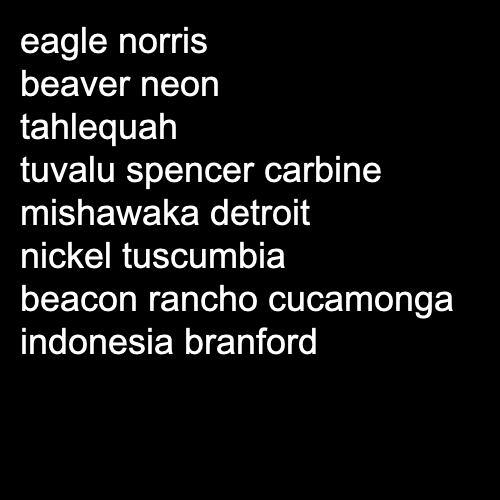 eagle norris
beaver neon
tahlequah
tuvalu spencer carbine
mishawaka detroit
nickel tuscumbia
beacon rancho cucamonga
indonesia branford